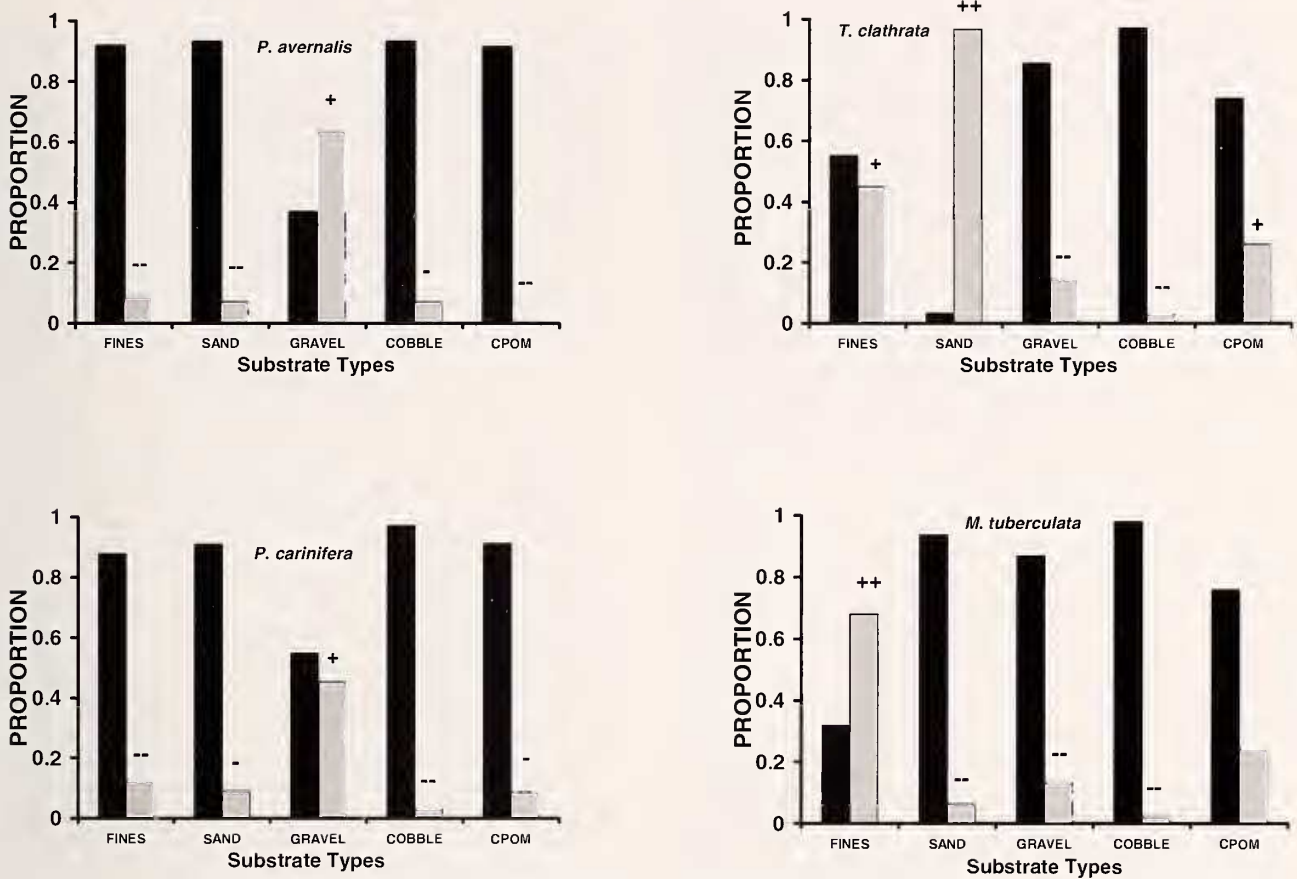 P. avernalis
PROPORTION
1
0.8
0.6
0.4
0.2
0
+
--
--
-
--
FINES SAND GRAVEL COBBLE CPOM
Substrate Types
T. clathrata
PROPORTION
1
0.8
0.6
0.4
0.2
0
++
+
--
--
+
FINES SAND GRAVEL COBBLE CPOM
Substrate Types
P. carinifera
PROPORTION
1
0.8
0.6
0.4
0.2
0
+
--
-
--
-
FINES SAND GRAVEL COBBLE CPOM
Substrate Types
M. tuberculata
PROPORTION
1
0.8
0.6
0.4
0.2
0
++
--
--
--
FINES SAND GRAVEL COBBLE CPOM
Substrate Types